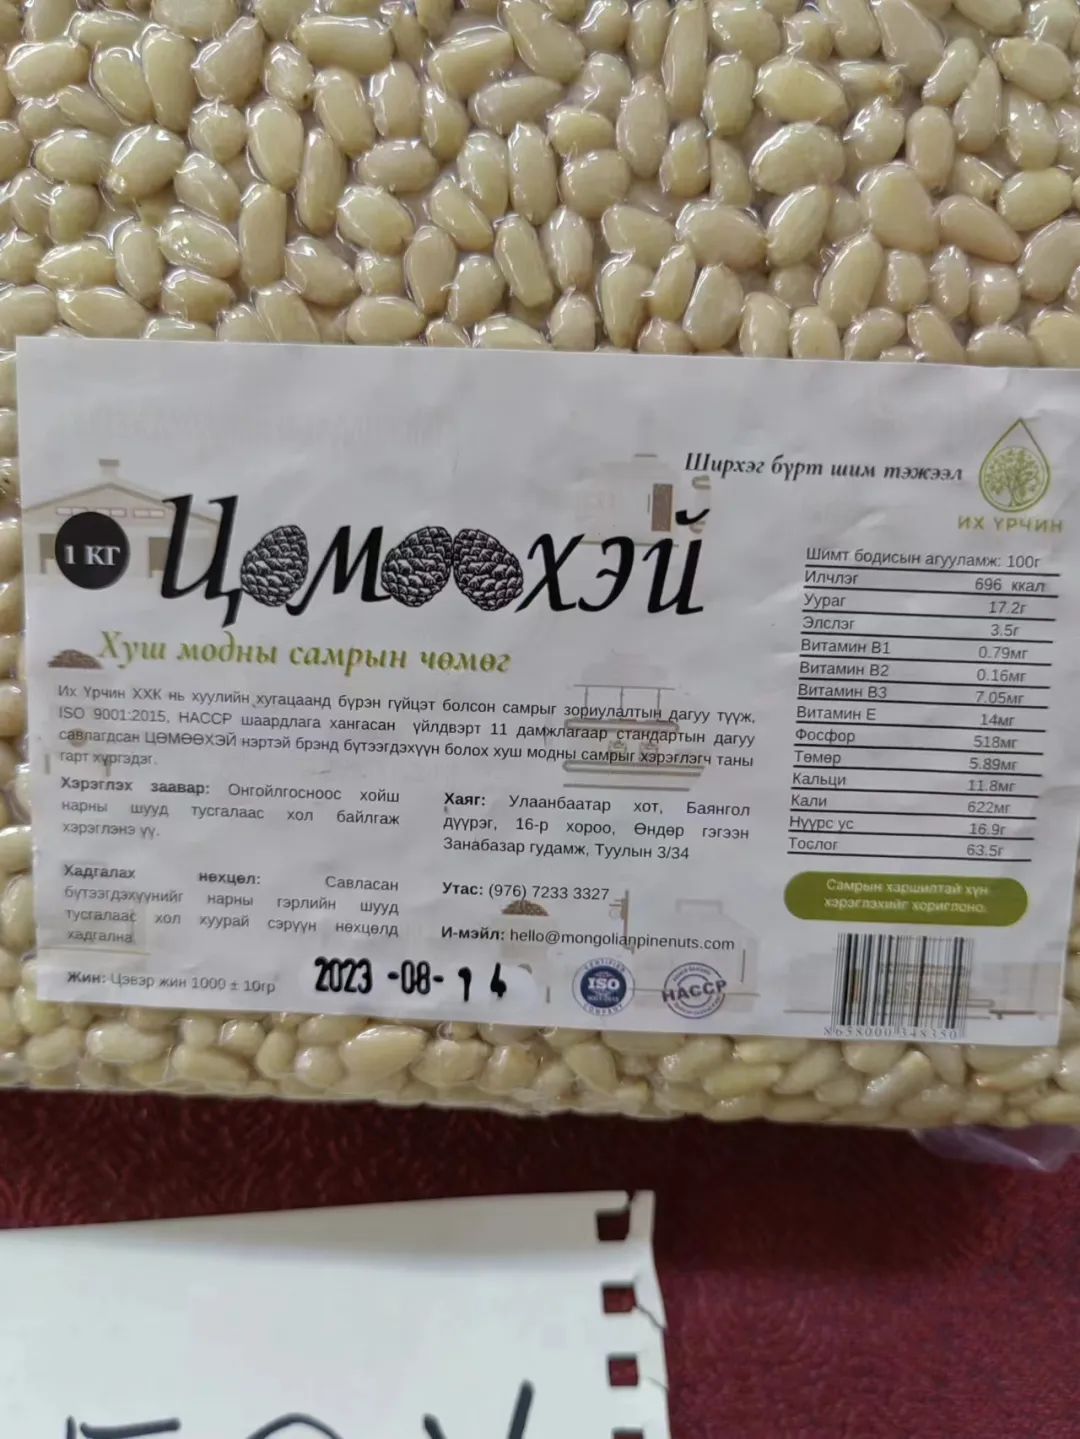 Ширхэг бүрт шим тэжээл
ИХ ҮРЧИН
1 КГ
Цөмөөхэй
Хуш модны самрын чөмөг
Их Үрчин ХХК нь хуулийн хугацаанд бүрэн гүйцэт болсон самрыг зориулалтын дагуу түүж,
ISO 9001:2015, HACCP шаардлага хангасан үйлдвэрт 11 дамжлагаар стандартын дагуу
савлагдсан ЦӨМӨӨХЭЙ нэртэй брэнд бүтээгдэхүүн болох хуш модны самрыг хэрэглэгч таны
гарт хүргэдэг.
Хэрэглэх заавар: Онгойлгосноос хойш
нарны шууд тусгалаас хол байлгаж
хэрэглэнэ үү.
Хадгалах нөхцөл: Савласан
бүтээгдэхүүнийг нарны гэрлийн шууд
тусгалаас хол хуурай сэрүүн нөхцөлд
хадгална
Жин: Цэвэр жин 1000 ± 10гр
2023 -08- 14
Хаяг: Улаанбаатар хот, Баянгол
дүүрэг, 16-р хороо, Өндөр гэгээн
Занабазар гудамж, Туулын 3/34
Утас: (976) 7233 3327
И-мэйл: hello@mongolianpinenuts.com
CERTIFIED
ISO
9001:2015
COMPANY
HACCP
Шимт бодисын агууламж: 100г
Илчлэг 696 ккал
Уураг 17.2г
Элслэг 3.5г
Витамин B1 0.79мг
Витамин B2 0.16мг
Витамин B3 7.05мг
Витамин E 14мг
Фосфор 518мг
Төмөр 5.89мг
Кальци 11.8мг
Кали 622мг
Нүүрс ус 16.9г
Тослог 63.5г
Самрын харшилтай хүн
хэрэглэхийг хориглоно.
8658000348350